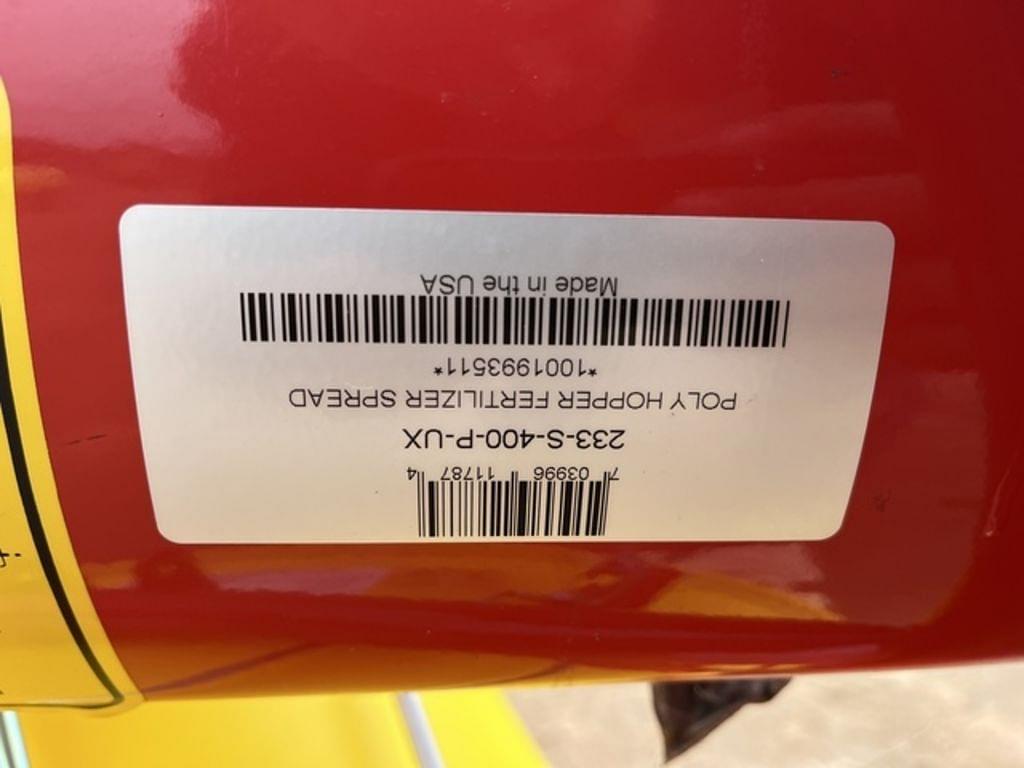 7 03996 11787 4
233-S-400-P-UX
POLY HOPPER FERTILIZER SPREAD
*1001993511*
Made in the USA